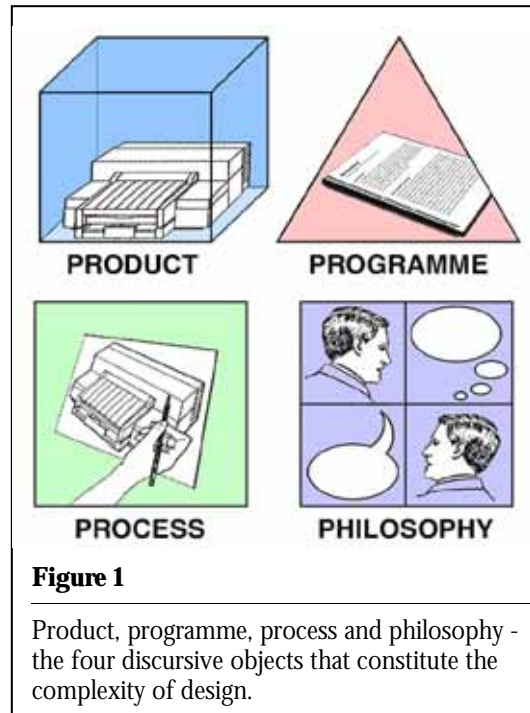 PRODUCT
PROGRAMME
PROCESS
PHILOSOPHY
Figure 1
Product, programme, process and philosophy -
the four discursive objects that constitute the
complexity of design.